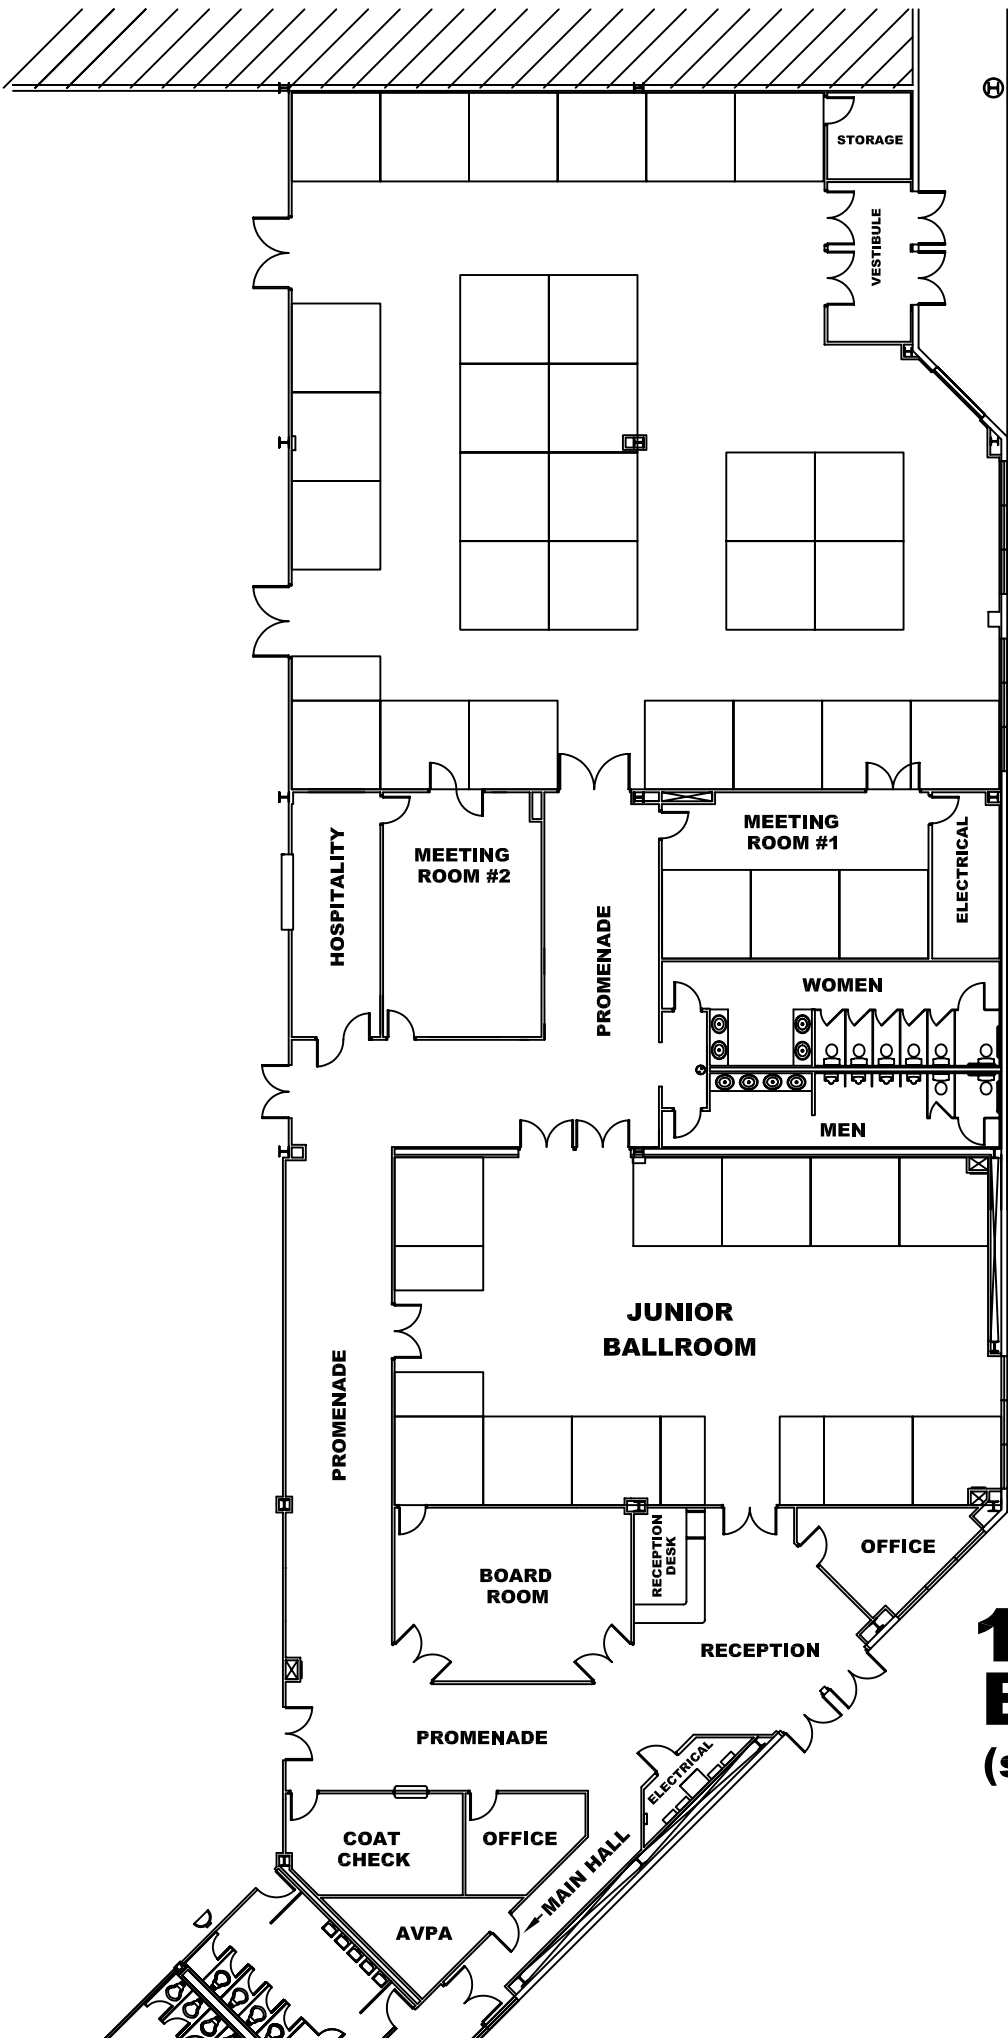 STORAGE
VESTIBULE
MEETING
ROOM #1
MEETING
ROOM #2
ELECTRICAL
HOSPITALITY
PROMENADE
WOMEN
MEN
JUNIOR
BALLROOM
PROMENADE
RECEPTION
DESK
OFFICE
BOARD
ROOM
RECEPTION
PROMENADE
ELECTRICAL
COAT
CHECK
OFFICE
MAIN HALL
AVPA